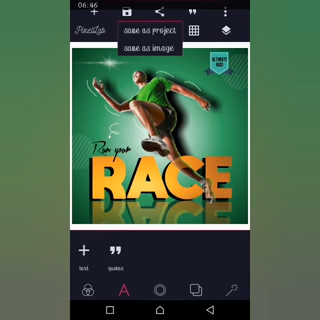 06:46
PixelLab
save as project
save as image
ULTIMATE
RACE
Run your
RACE
text
quotes
A